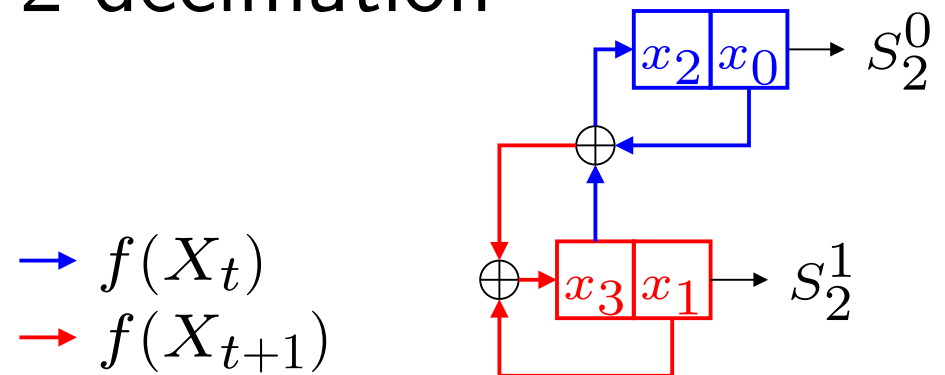 2-decimation
x₂ x₀ S₂⁰
x₃ x₁ S₂¹
f(Xₜ)
f(Xₜ₊₁)